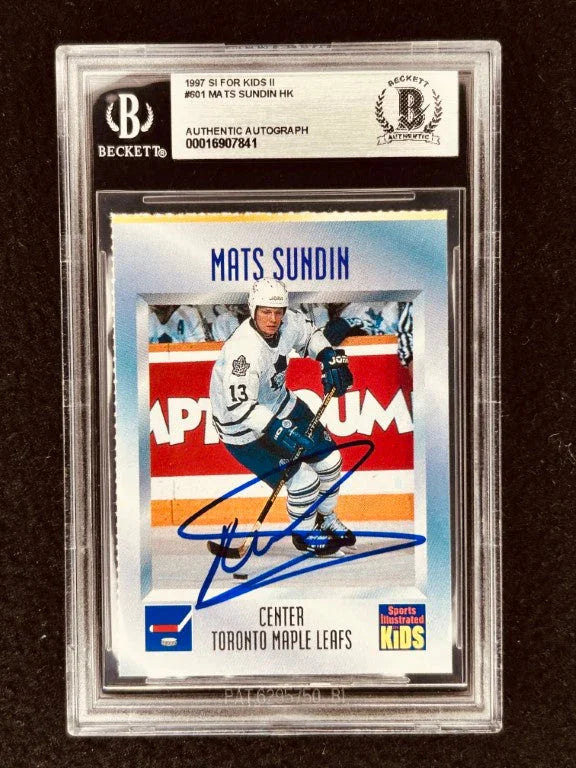 1997 SI FOR KIDS II
#601 MATS SUNDIN HK
AUTHENTIC AUTOGRAPH
00016907841
B
BECKETT®
BECKETT
B
AUTHENTIC
MATS SUNDIN
13
13
CENTER
TORONTO MAPLE LEAFS
Sports
Illustrated
KiDS